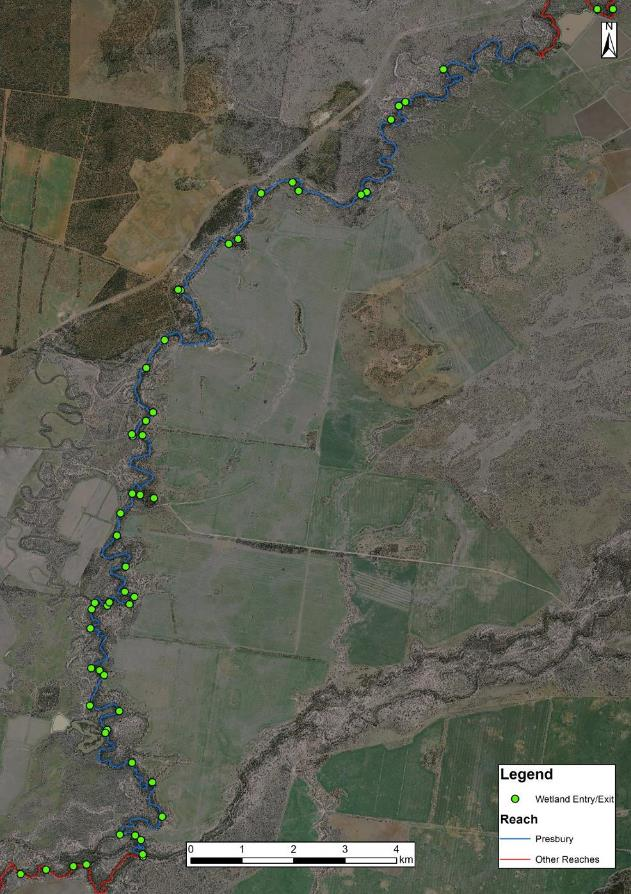 N
Legend
Wetland Entry/Exit
Reach
Presbury
Other Reaches
0 1 2 3 4
km